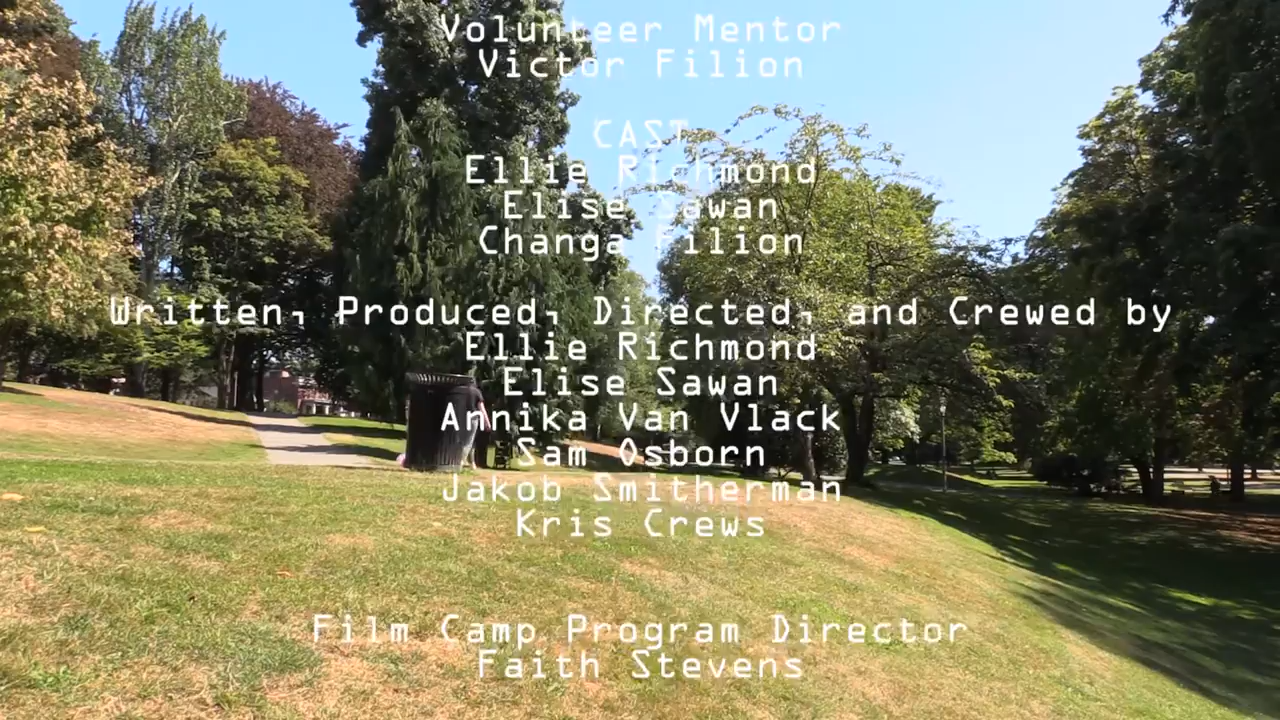 Volunteer Mentor
Victor Filion
CAST
Ellie Richmond
Elise Sawan
Changa Filion
Written, Produced, Directed, and Crewed by
Ellie Richmond
Elise Sawan
Annika Van Vlack
Sam Osborn
Jakob Smitherman
Kris Crews
Film Camp Program Director
Faith Stevens